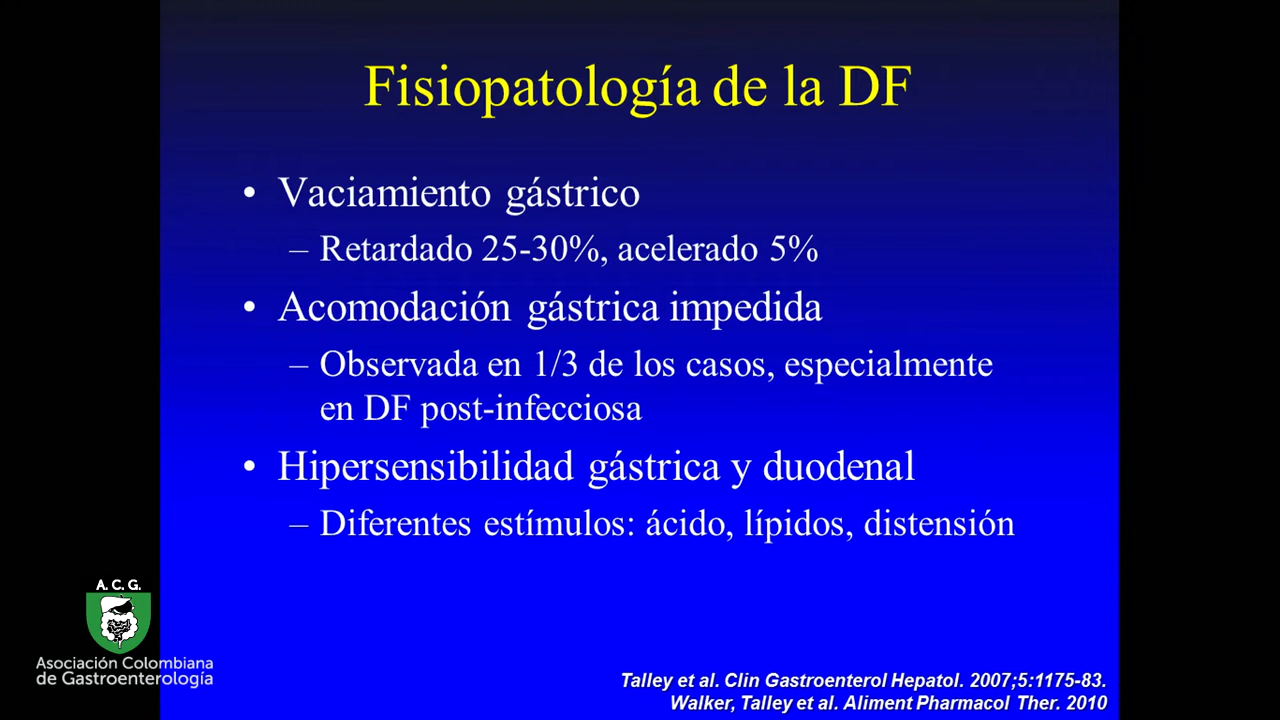 Fisiopatología de la DF
• Vaciamiento gástrico
– Retardado 25-30%, acelerado 5%
• Acomodación gástrica impedida
– Observada en 1/3 de los casos, especialmente
en DF post-infecciosa
• Hipersensibilidad gástrica y duodenal
– Diferentes estímulos: ácido, lípidos, distensión
A. C. G.
Asociación Colombiana
de Gastroenterología
Talley et al. Clin Gastroenterol Hepatol. 2007;5:1175-83.
Walker, Talley et al. Aliment Pharmacol Ther. 2010